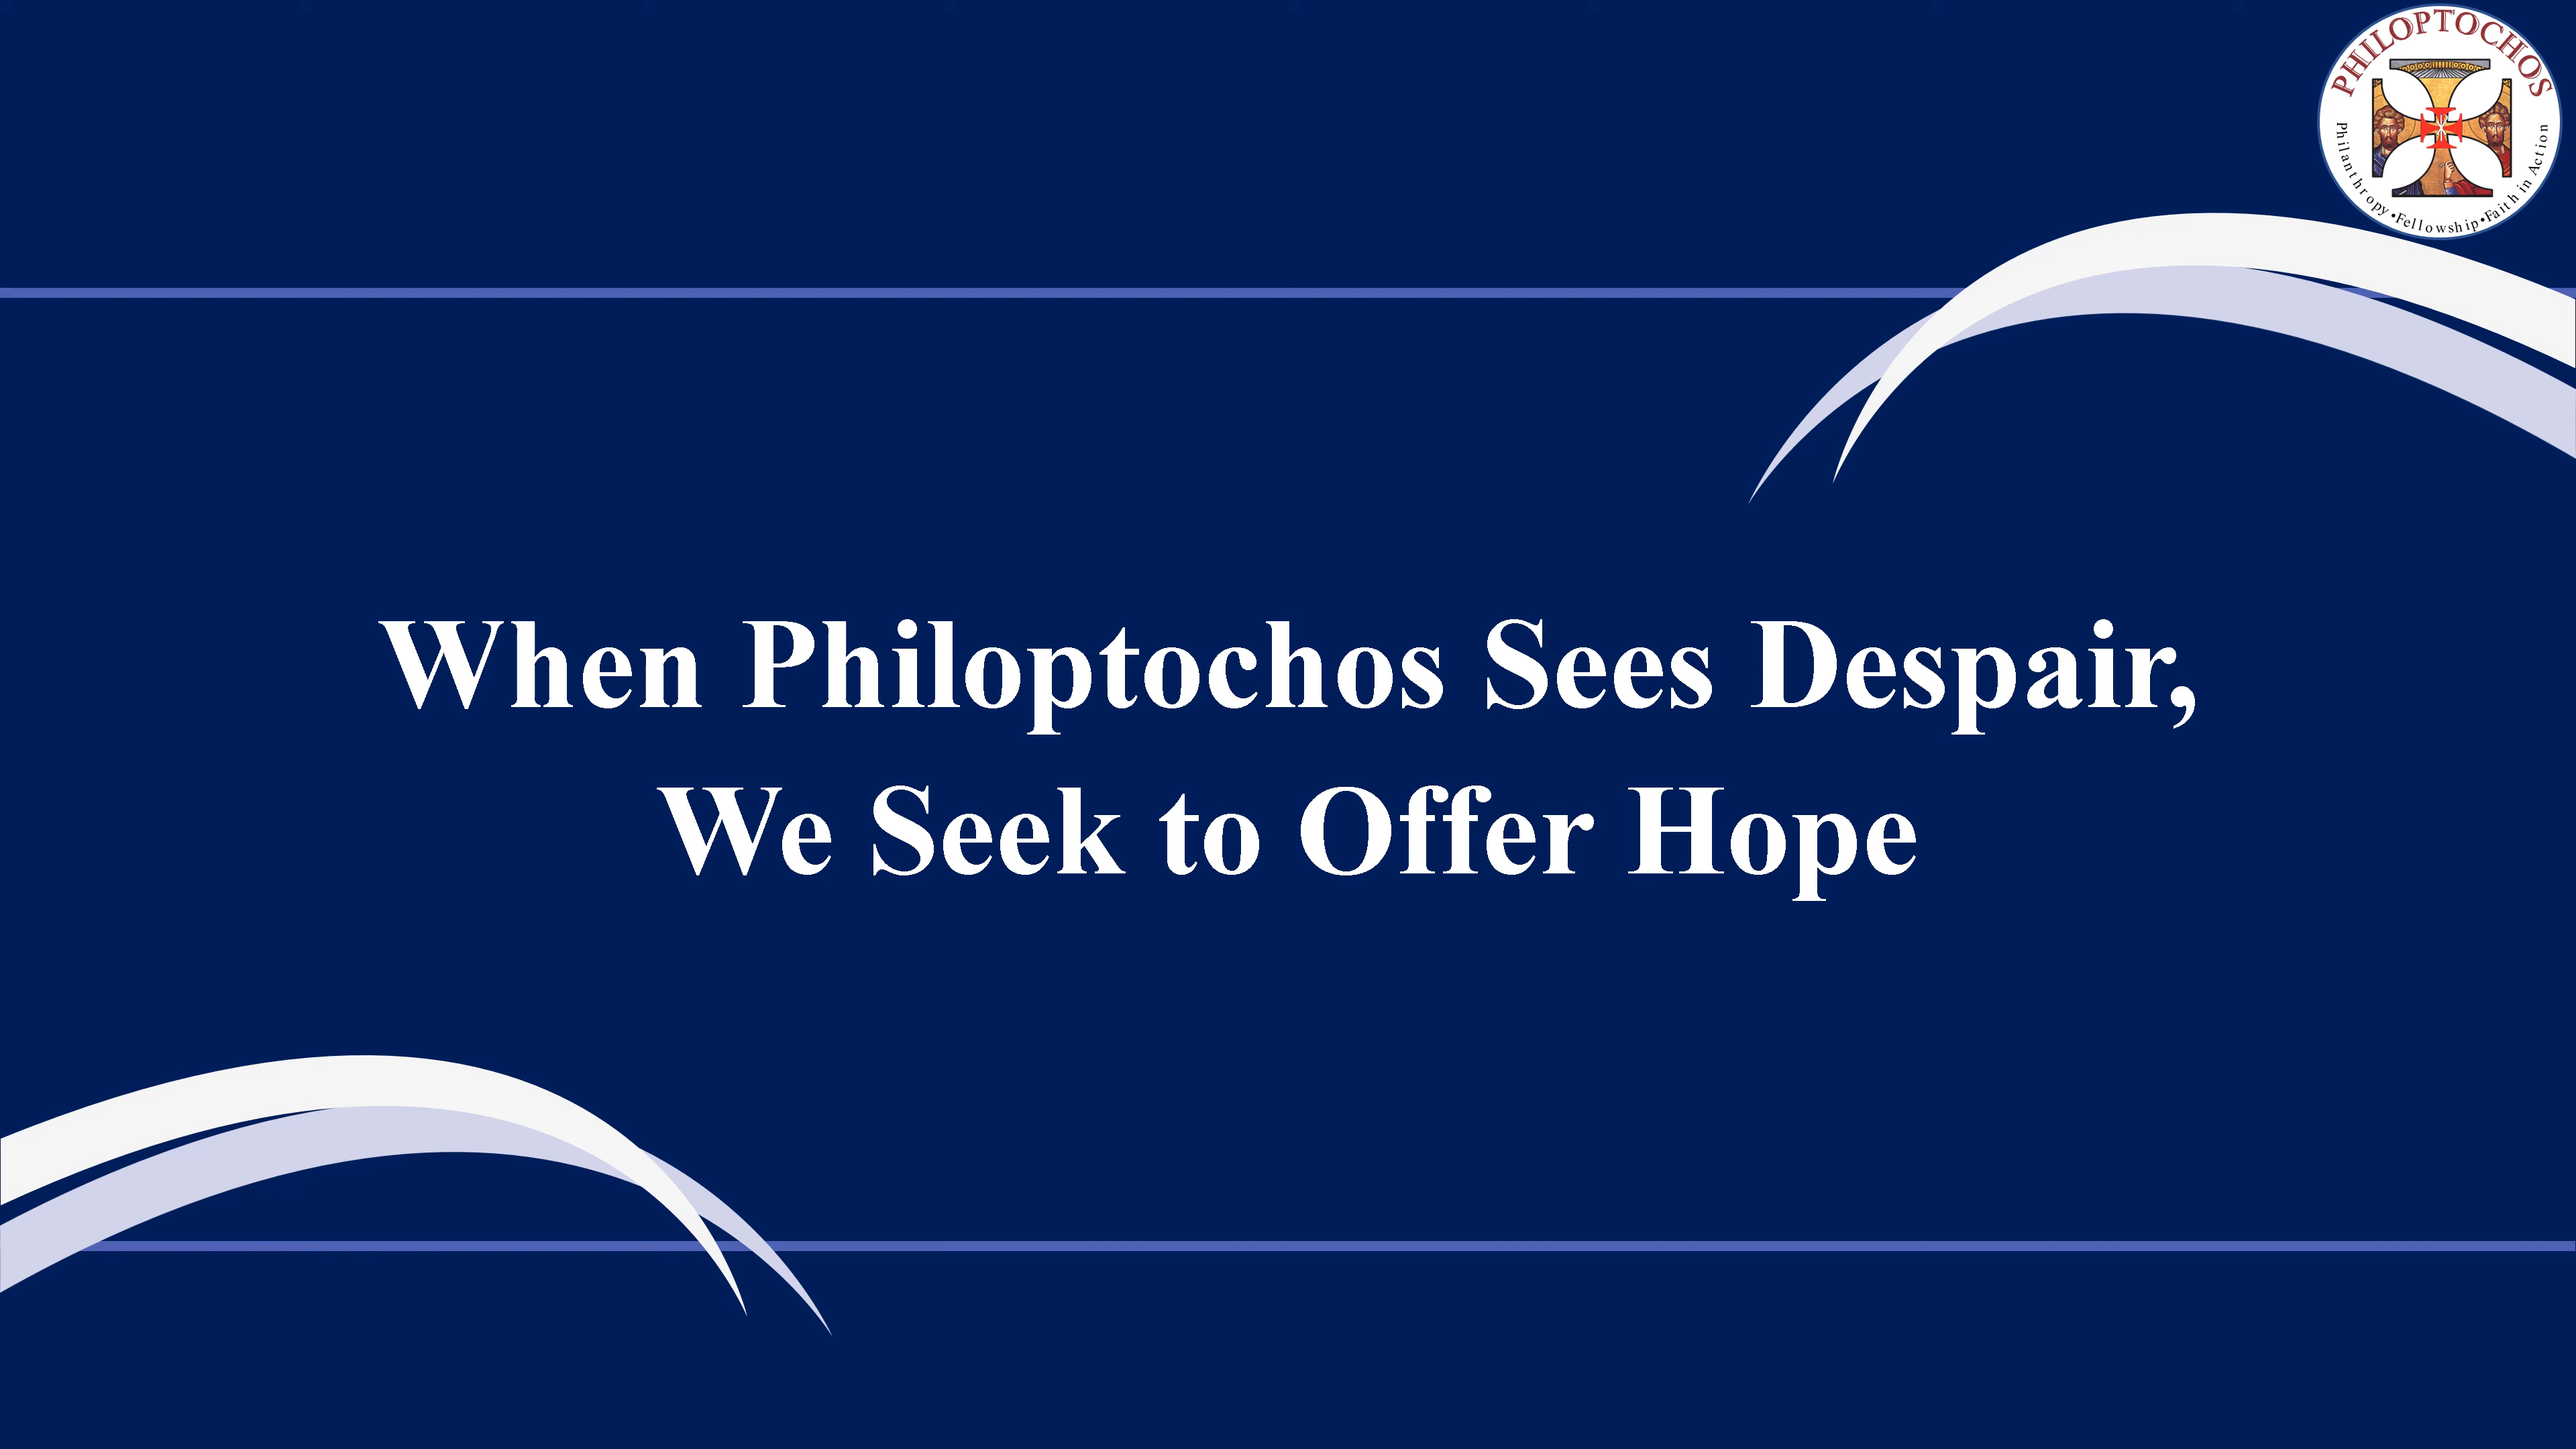 PHILOPTOCHOS
Philanthropy•Fellowship•Faith in Action
When Philoptochos Sees Despair,
We Seek to Offer Hope